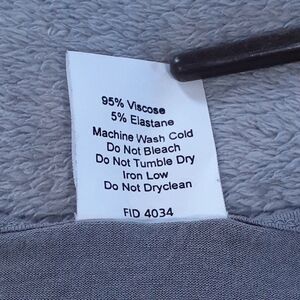 95% Viscose
5% Elastane
Machine Wash Cold
Do Not Bleach
Do Not Tumble Dry
Iron Low
Do Not Dryclean
FID 4034